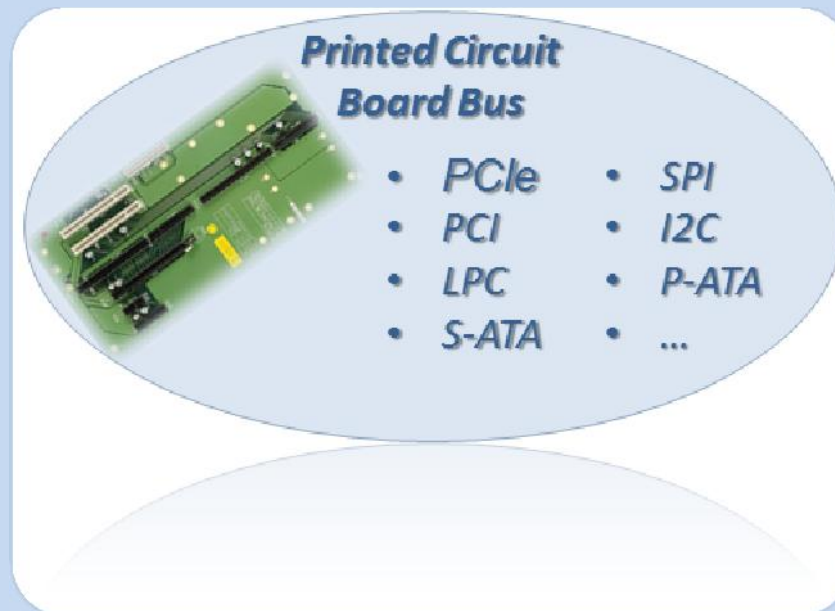 Printed Circuit
Board Bus
• PCIe
• PCI
• LPC
• S-ATA
• SPI
• I2C
• P-ATA
• ...